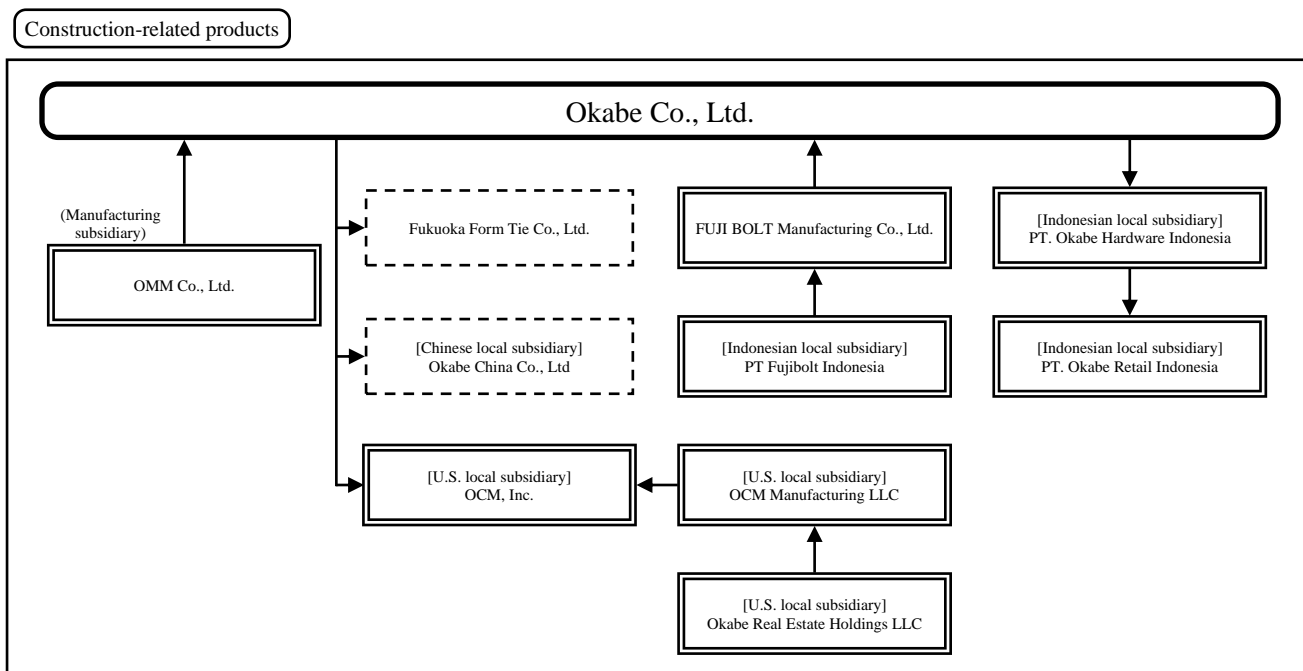 Construction-related products
Okabe Co., Ltd.
(Manufacturing
subsidiary)
OMM Co., Ltd.
Fukuoka Form Tie Co., Ltd.
FUJI BOLT Manufacturing Co., Ltd.
[Indonesian local subsidiary]
PT. Okabe Hardware Indonesia
[Chinese local subsidiary]
Okabe China Co., Ltd
[Indonesian local subsidiary]
PT Fujibolt Indonesia
[Indonesian local subsidiary]
PT. Okabe Retail Indonesia
[U.S. local subsidiary]
OCM, Inc.
[U.S. local subsidiary]
OCM Manufacturing LLC
[U.S. local subsidiary]
Okabe Real Estate Holdings LLC